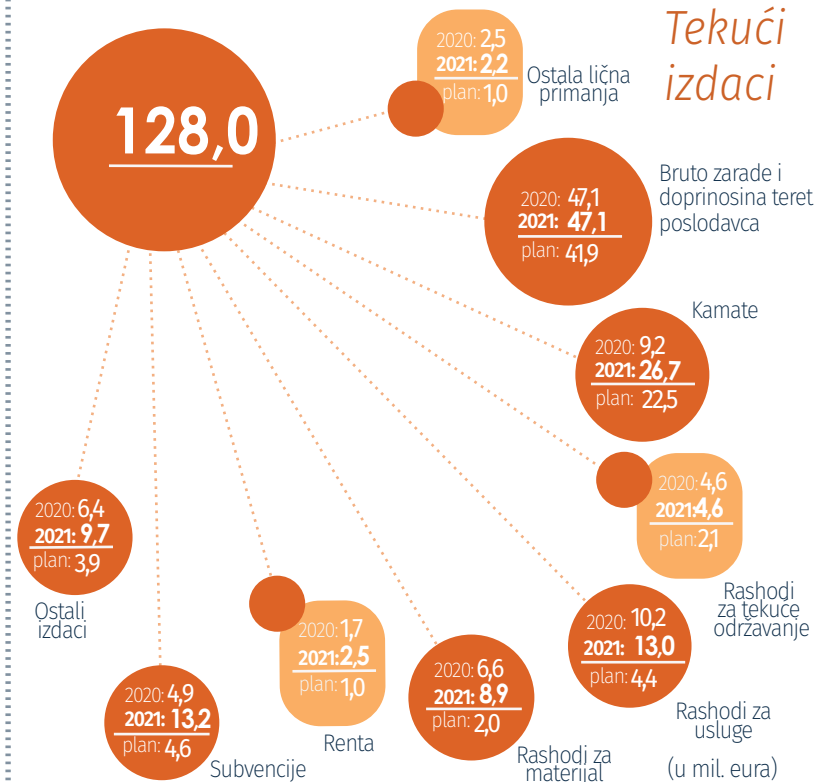 Tekući
izdaci
128,0
2020: 2,5
2021: 2,2
plan: 1,0
Ostala lična
primanja
2020: 47,1
2021: 47,1
plan: 41,9
Bruto zarade i
doprinosina teret
poslodavca
Kamate
2020: 9,2
2021: 26,7
plan: 22,5
2020: 4,6
2021: 4,6
plan: 2,1
Rashodi
za tekuće
održavanje
2020: 10,2
2021: 13,0
plan: 4,4
Rashodi za
usluge
2020: 6,6
2021: 8,9
plan: 2,0
Rashodi za
materijal
2020: 1,7
2021: 2,5
plan: 1,0
Renta
2020: 4,9
2021: 13,2
plan: 4,6
Subvencije
2020: 6,4
2021: 9,7
plan: 3,9
Ostali
izdaci
(u mil. eura)